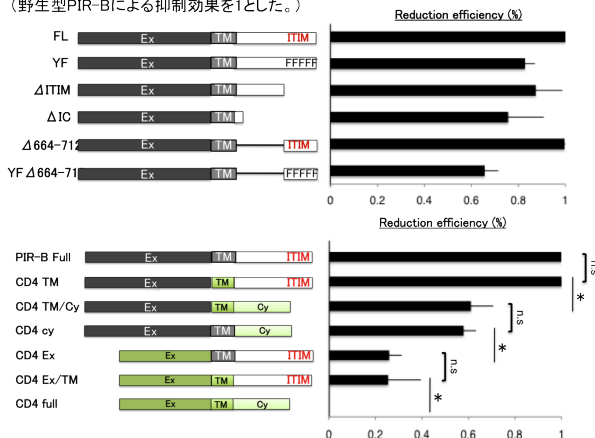 (野生型PIR-Bによる抑制効果を1とした。)
Reduction efficiency (%)
FL Ex TM ITIM
YF Ex TM FFFFF
ΔITIM Ex TM
ΔIC Ex TM
Δ664-712 Ex TM ITIM
YFΔ664-71 Ex TM FFFFF
0 0.2 0.4 0.6 0.8 1
Reduction efficiency (%)
PIR-B Full Ex TM ITIM
CD4 TM Ex TM ITIM
CD4 TM/Cy Ex TM Cy
CD4 cy Ex TM Cy
CD4 Ex Ex TM ITIM
CD4 Ex/TM Ex TM ITIM
CD4 full Ex TM Cy
n.s
*
n.s
*
n.s
*
0 0.2 0.4 0.6 0.8 1